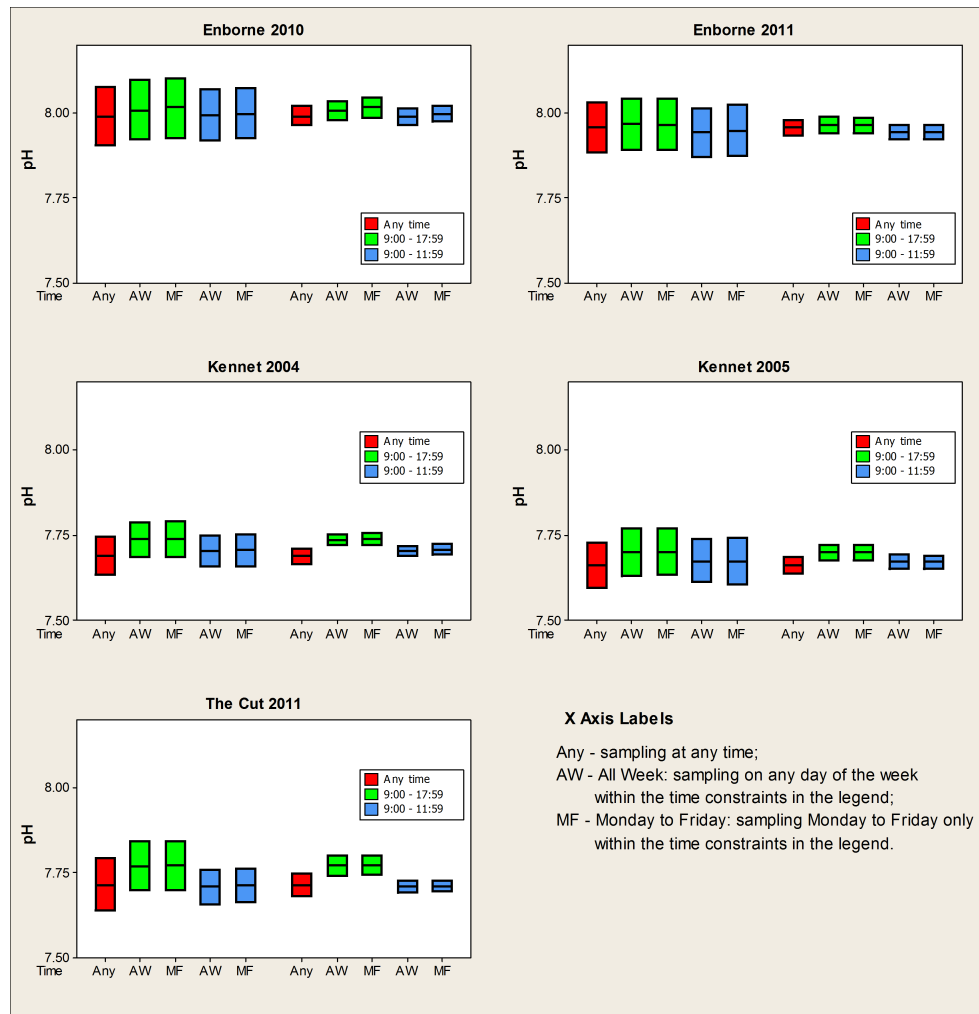 Enborne 2010
pH
8.00
7.75
7.50
Any time
9:00 - 17:59
9:00 - 11:59
Time Any AW MF AW MF Any AW MF AW MF
Enborne 2011
pH
8.00
7.75
7.50
Any time
9:00 - 17:59
9:00 - 11:59
Any AW MF AW MF Any AW MF AW MF
Kennet 2004
pH
8.00
7.75
7.50
Any time
9:00 - 17:59
9:00 - 11:59
Time Any AW MF AW MF Any AW MF AW MF
Kennet 2005
pH
8.00
7.75
7.50
Any time
9:00 - 17:59
9:00 - 11:59
Any AW MF AW MF Any AW MF AW MF
The Cut 2011
pH
8.00
7.75
7.50
Any time
9:00 - 17:59
9:00 - 11:59
Time Any AW MF AW MF Any AW MF AW MF
X Axis Labels
Any - sampling at any time;
AW - All Week: sampling on any day of the week
within the time constraints in the legend;
MF - Monday to Friday: sampling Monday to Friday only
within the time constraints in the legend.